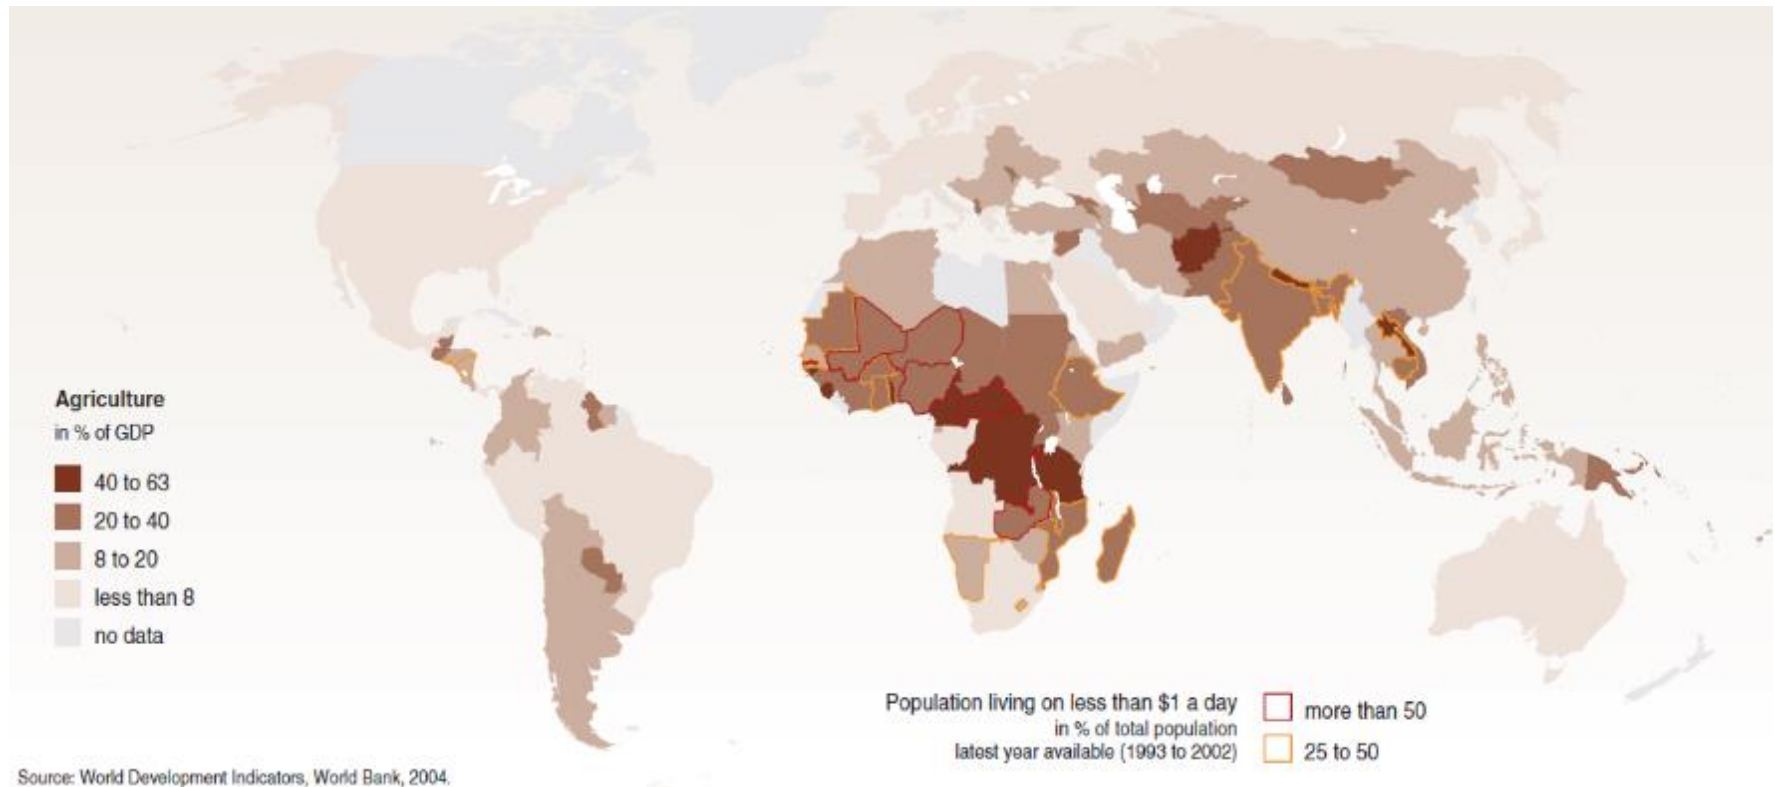 Agriculture
in % of GDP
40 to 63
20 to 40
8 to 20
less than 8
no data
Population living on less than $1 a day
in % of total population
latest year available (1993 to 2002)
more than 50
25 to 50
Source: World Development Indicators, World Bank, 2004.